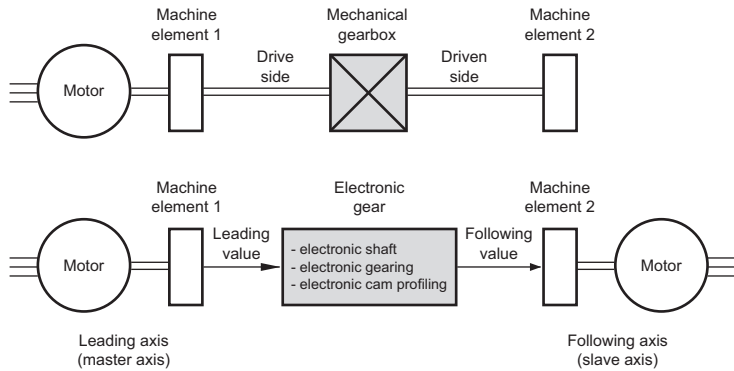 Machine
element 1
Mechanical
gearbox
Machine
element 2
Motor
Drive
side
Driven
side
Machine
element 1
Electronic
gear
Machine
element 2
Motor
Leading
value
- electronic shaft
- electronic gearing
- electronic cam profiling
Following
value
Motor
Leading axis
(master axis)
Following axis
(slave axis)